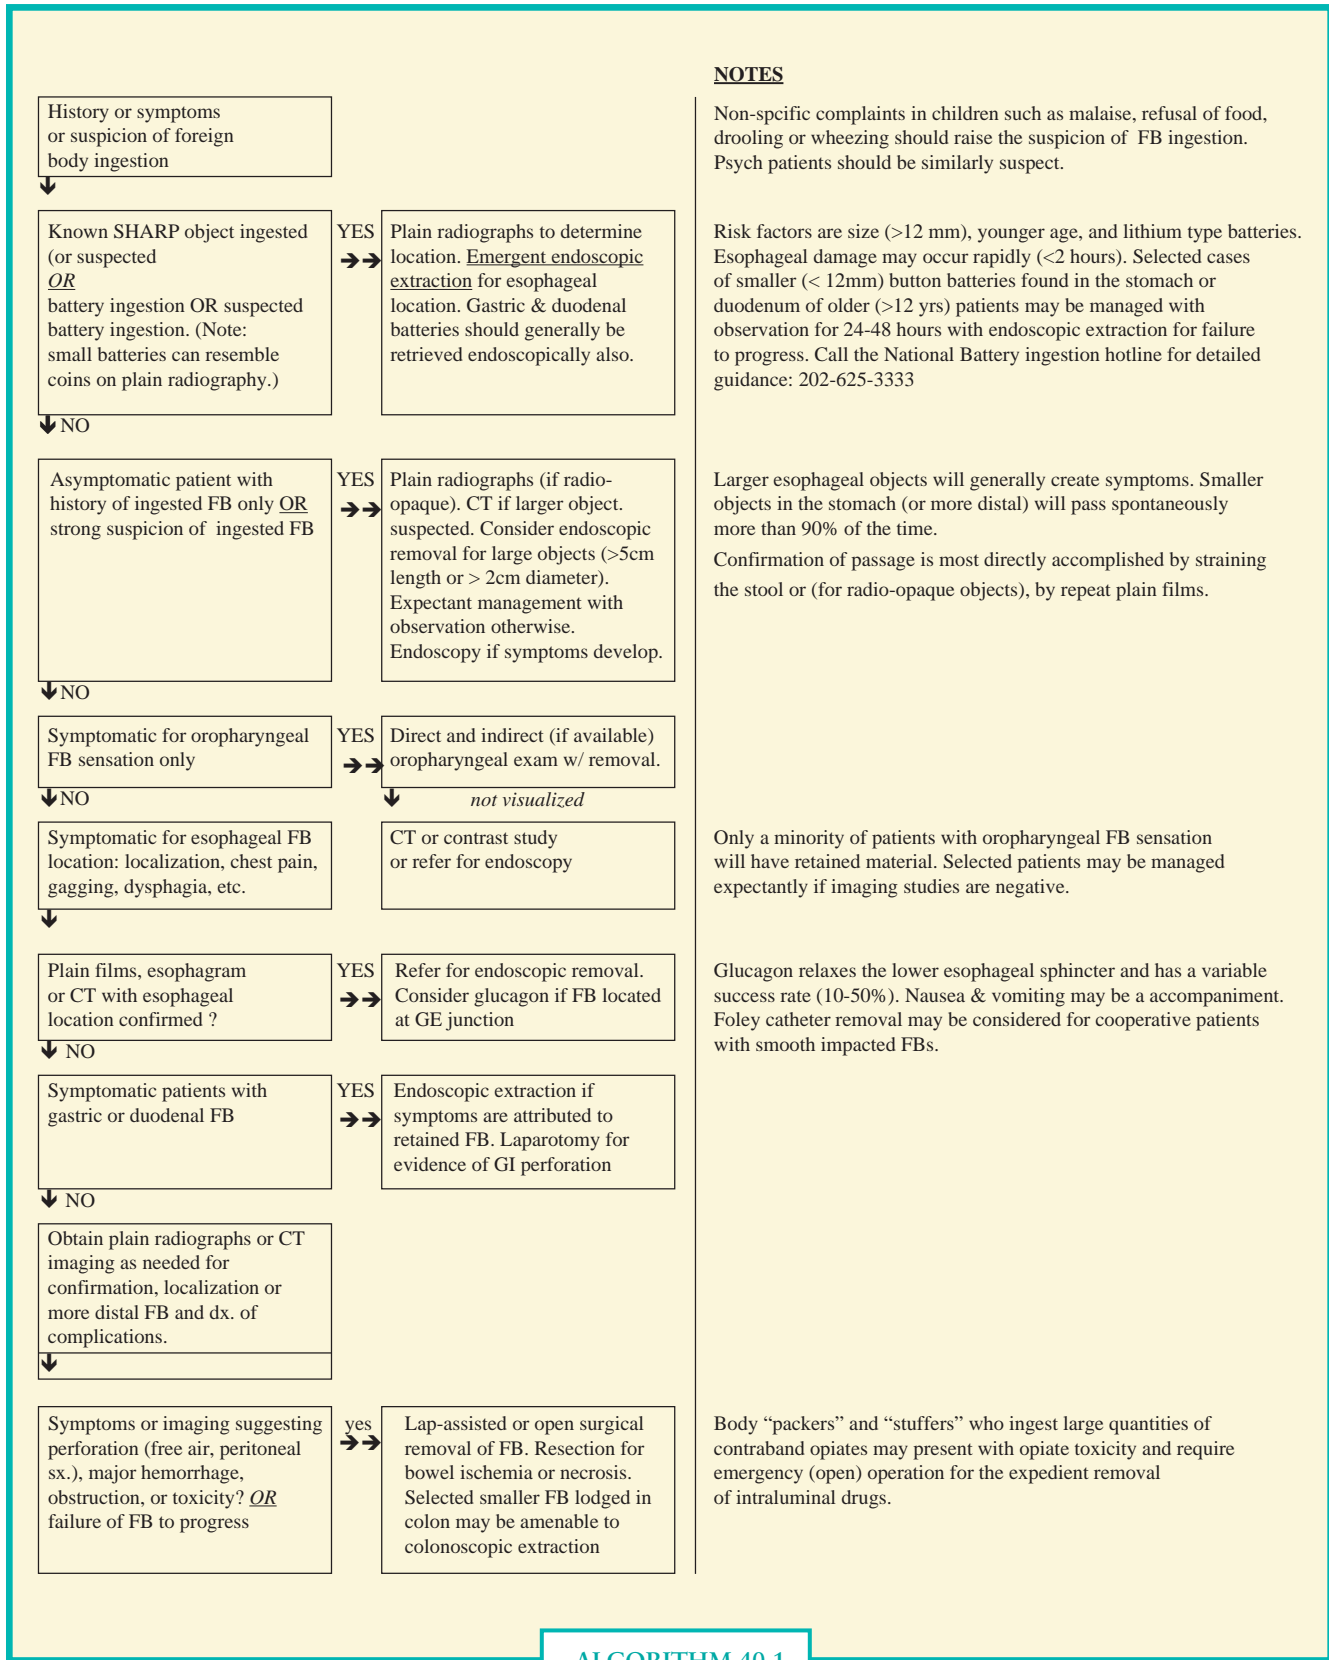 NOTES
History or symptoms
or suspicion of foreign
body ingestion
Non-spcific complaints in children such as malaise, refusal of food,
drooling or wheezing should raise the suspicion of FB ingestion.
Psych patients should be similarly suspect.
Known SHARP object ingested
(or suspected
OR
battery ingestion OR suspected
battery ingestion. (Note:
small batteries can resemble
coins on plain radiography.)
YES
Plain radiographs to determine
location. Emergent endoscopic
extraction for esophageal
location. Gastric & duodenal
batteries should generally be
retrieved endoscopically also.
Risk factors are size (>12 mm), younger age, and lithium type batteries.
Esophageal damage may occur rapidly (<2 hours). Selected cases
of smaller (< 12mm) button batteries found in the stomach or
duodenum of older (>12 yrs) patients may be managed with
observation for 24-48 hours with endoscopic extraction for failure
to progress. Call the National Battery ingestion hotline for detailed
guidance: 202-625-3333
NO
Asymptomatic patient with
history of ingested FB only OR
strong suspicion of ingested FB
YES
Plain radiographs (if radio-
opaque). CT if larger object.
suspected. Consider endoscopic
removal for large objects (>5cm
length or > 2cm diameter).
Expectant management with
observation otherwise.
Endoscopy if symptoms develop.
Larger esophageal objects will generally create symptoms. Smaller
objects in the stomach (or more distal) will pass spontaneously
more than 90% of the time.
Confirmation of passage is most directly accomplished by straining
the stool or (for radio-opaque objects), by repeat plain films.
NO
Symptomatic for oropharyngeal
FB sensation only
YES
Direct and indirect (if available)
oropharyngeal exam w/ removal.
NO
not visualized
Symptomatic for esophageal FB
location: localization, chest pain,
gagging, dysphagia, etc.
CT or contrast study
or refer for endoscopy
Only a minority of patients with oropharyngeal FB sensation
will have retained material. Selected patients may be managed
expectantly if imaging studies are negative.
Plain films, esophagram
or CT with esophageal
location confirmed ?
YES
Refer for endoscopic removal.
Consider glucagon if FB located
at GE junction
Glucagon relaxes the lower esophageal sphincter and has a variable
success rate (10-50%). Nausea & vomiting may be a accompaniment.
Foley catheter removal may be considered for cooperative patients
with smooth impacted FBs.
NO
Symptomatic patients with
gastric or duodenal FB
YES
Endoscopic extraction if
symptoms are attributed to
retained FB. Laparotomy for
evidence of GI perforation
NO
Obtain plain radiographs or CT
imaging as needed for
confirmation, localization or
more distal FB and dx. of
complications.
Symptoms or imaging suggesting
perforation (free air, peritoneal
sx.), major hemorrhage,
obstruction, or toxicity? OR
failure of FB to progress
yes
Lap-assisted or open surgical
removal of FB. Resection for
bowel ischemia or necrosis.
Selected smaller FB lodged in
colon may be amenable to
colonoscopic extraction
Body “packers” and “stuffers” who ingest large quantities of
contraband opiates may present with opiate toxicity and require
emergency (open) operation for the expedient removal
of intraluminal drugs.
ALGORITHM 40.1